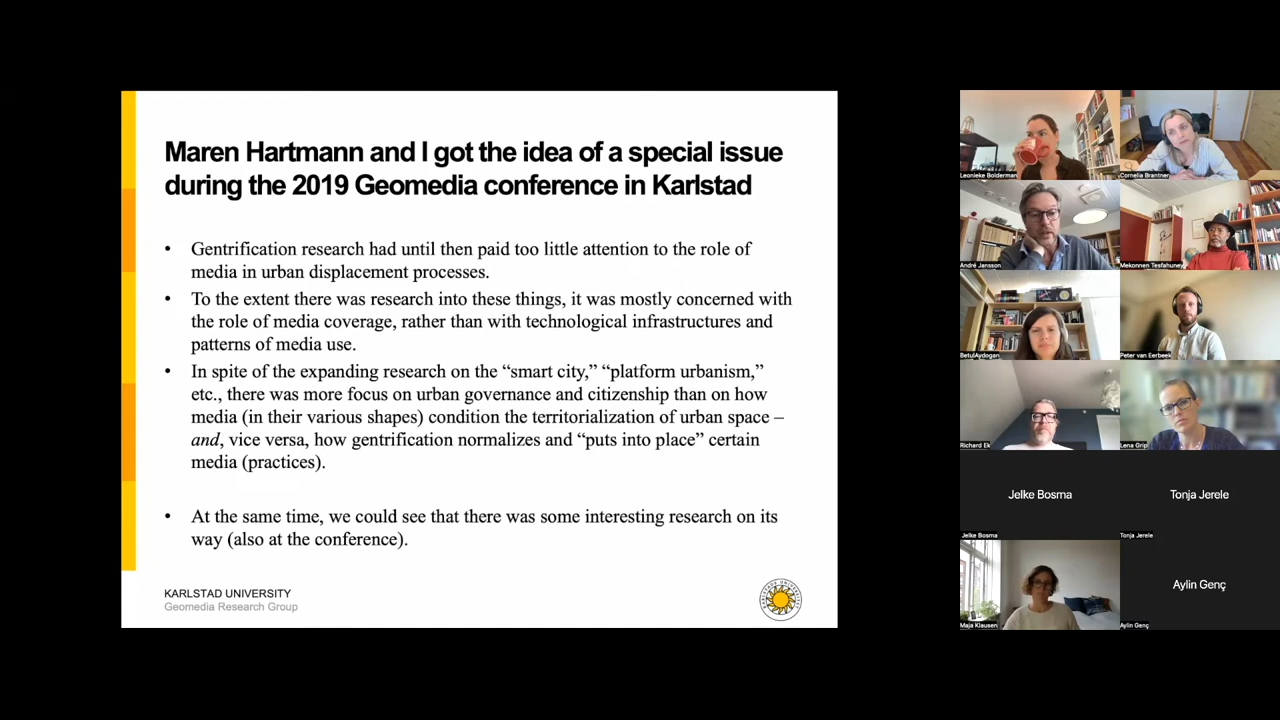 Maren Hartmann and I got the idea of a special issue
during the 2019 Geomedia conference in Karlstad
• Gentrification research had until then paid too little attention to the role of
media in urban displacement processes.
• To the extent there was research into these things, it was mostly concerned with
the role of media coverage, rather than with technological infrastructures and
patterns of media use.
• In spite of the expanding research on the “smart city,” “platform urbanism,”
etc., there was more focus on urban governance and citizenship than on how
media (in their various shapes) condition the territorialization of urban space –
and, vice versa, how gentrification normalizes and “puts into place” certain
media (practices).
• At the same time, we could see that there was some interesting research on its
way (also at the conference).
KARLSTAD UNIVERSITY
Geomedia Research Group
Leonieke Bolderman
Cornelia Brantner
André Jansson
Mekonnen Tesfahuney
BetulAydogan
Peter van Eerbeek
Richard Ek
Lena Grip
Jelke Bosma
Tonja Jerele
Jelke Bosma
Tonja Jerele
Aylin Genç
Maja Klausen
Aylin Genç